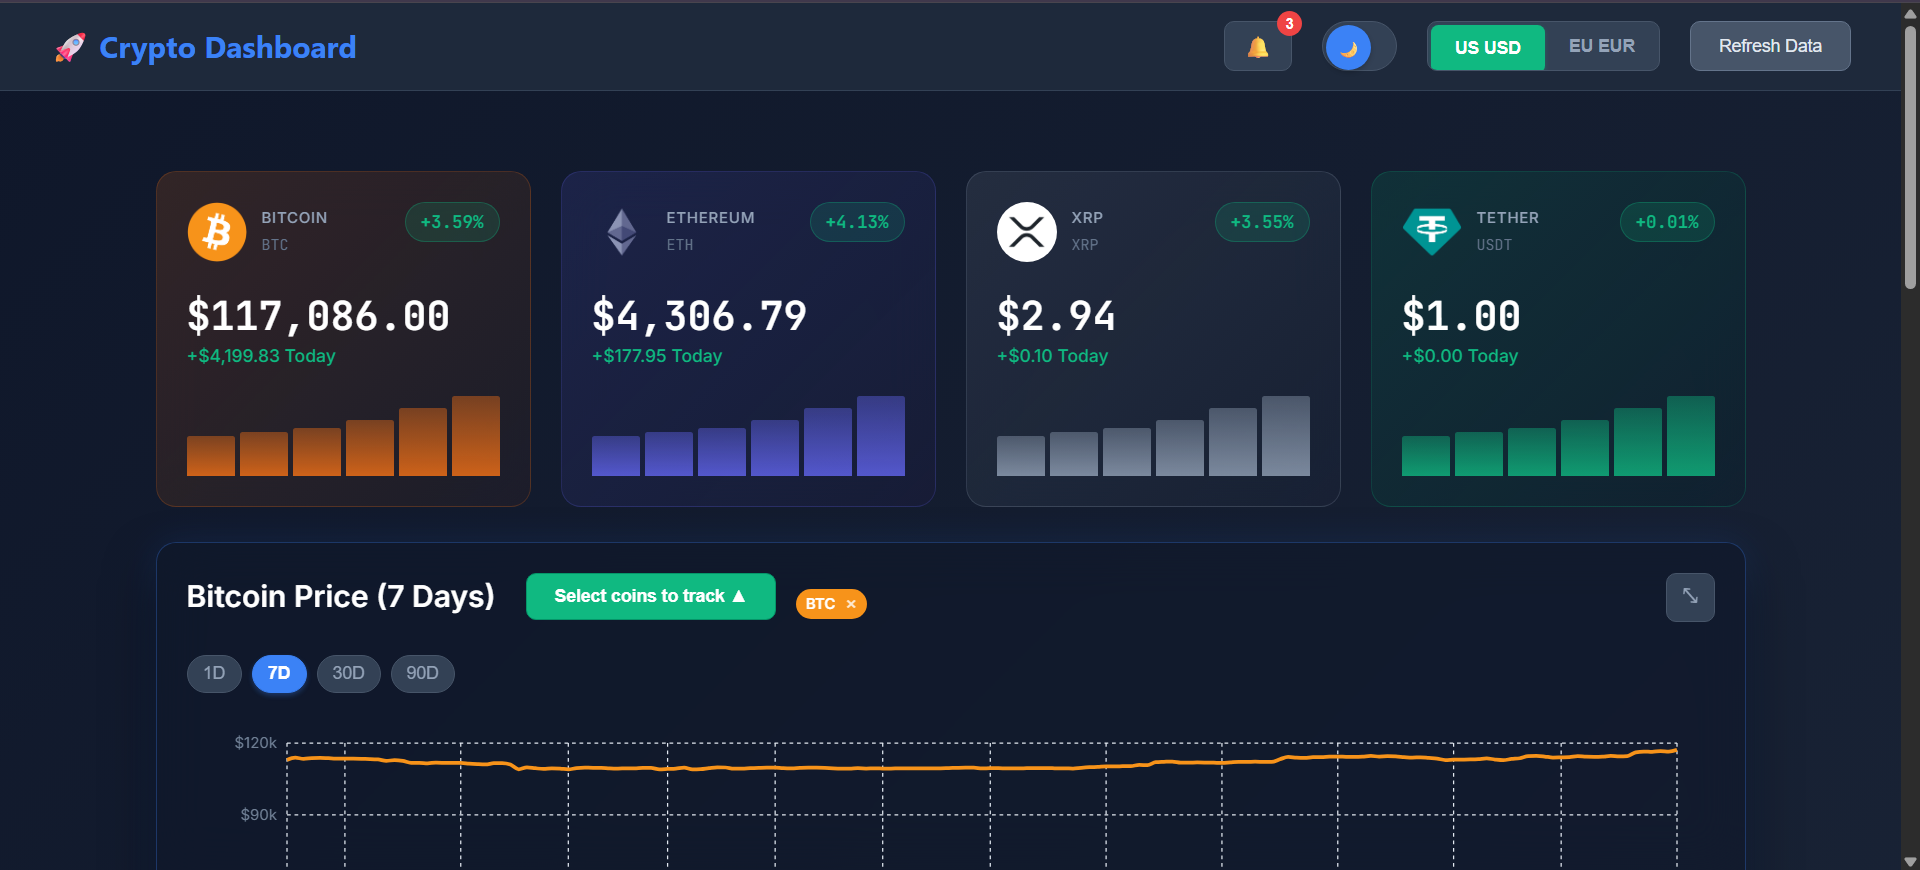 🚀 Crypto Dashboard
3
US USD
EU EUR
Refresh Data
BITCOIN
BTC
+3.59%
$117,086.00
+$4,199.83 Today
ETHEREUM
ETH
+4.13%
$4,306.79
+$177.95 Today
XRP
XRP
+3.55%
$2.94
+$0.10 Today
TETHER
USDT
+0.01%
$1.00
+$0.00 Today
Bitcoin Price (7 Days)
Select coins to track ▲
BTC ×
1D
7D
30D
90D
$120k
$90k